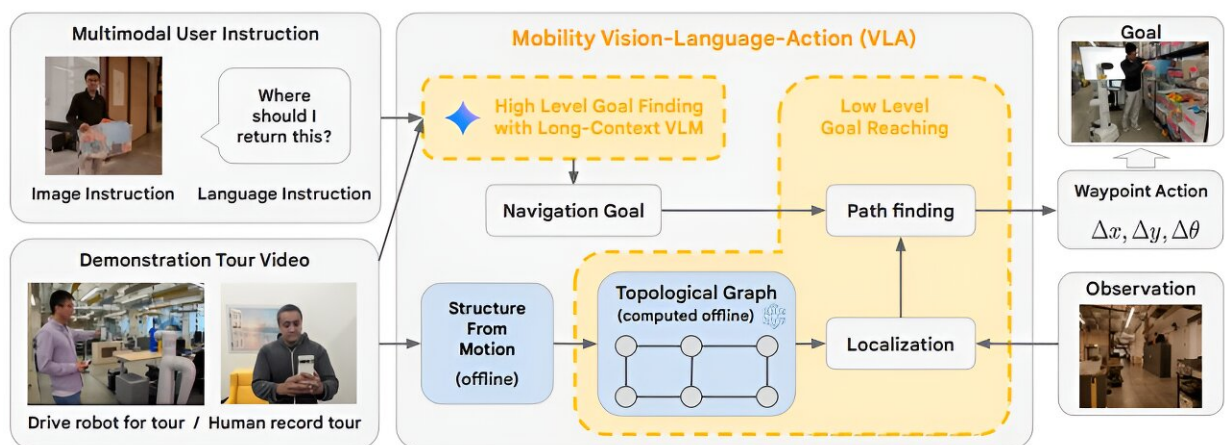 Multimodal User Instruction
Where
should I
return this?
Image Instruction
Language Instruction
Demonstration Tour Video
Drive robot for tour / Human record tour
Mobility Vision-Language-Action (VLA)
High Level Goal Finding
with Long-Context VLM
Low Level
Goal Reaching
Navigation Goal
Path finding
Structure
From
Motion
(offline)
Topological Graph
(computed offline)
Localization
Goal
Waypoint Action
Δx, Δy, Δθ
Observation